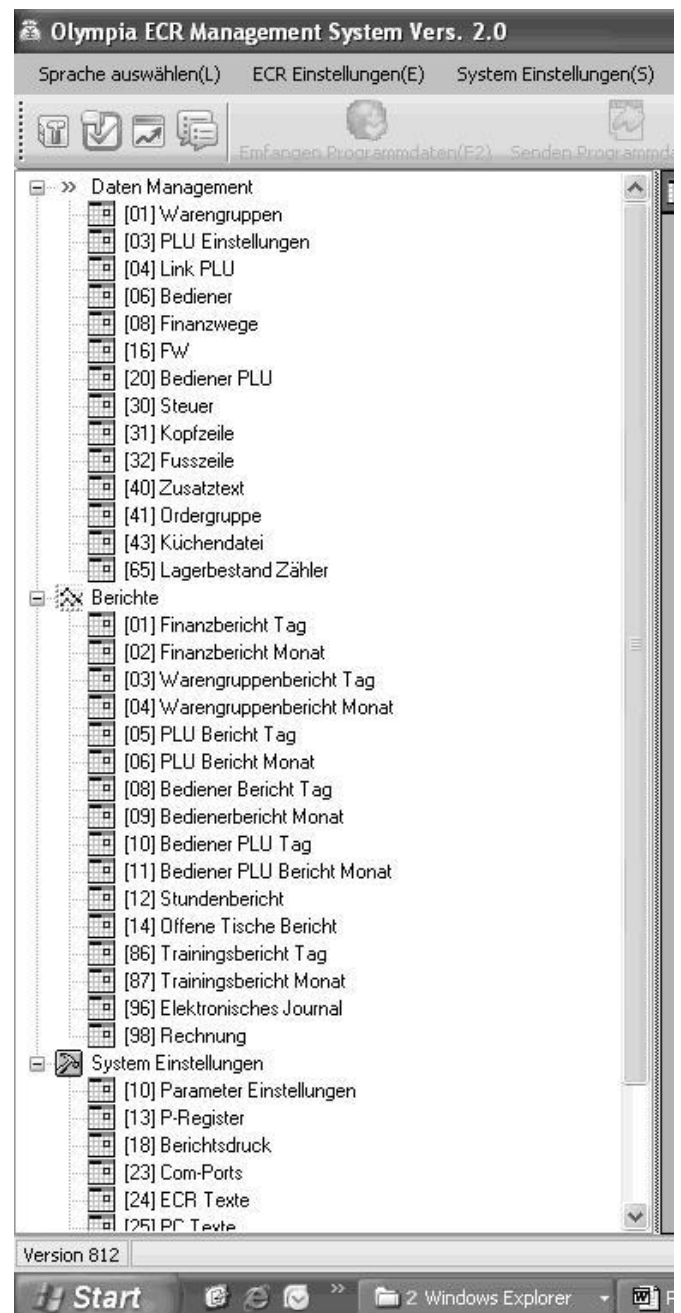 Olympia ECR Management System Vers. 2.0
Sprache auswählen(L) ECR Einstellungen(E) System Einstellungen(S)
Emfangen Programmdaten(F2) Senden
» Daten Management
[01] Warengruppen
[03] PLU Einstellungen
[04] Link PLU
[06] Bediener
[08] Finanzwege
[16] FW
[20] Bediener PLU
[30] Steuer
[31] Kopfzeile
[32] Fusszeile
[40] Zusatztext
[41] Ordergruppe
[43] Küchendatei
[65] Lagerbestand Zähler
Berichte
[01] Finanzbericht Tag
[02] Finanzbericht Monat
[03] Warengruppenbericht Tag
[04] Warengruppenbericht Monat
[05] PLU Bericht Tag
[06] PLU Bericht Monat
[08] Bediener Bericht Tag
[09] Bedienerbericht Monat
[10] Bediener PLU Tag
[11] Bediener PLU Bericht Monat
[12] Stundenbericht
[14] Offene Tische Bericht
[86] Trainingsbericht Tag
[87] Trainingsbericht Monat
[96] Elektronisches Journal
[98] Rechnung
System Einstellungen
[10] Parameter Einstellungen
[13] P-Register
[18] Berichtsdruck
[23] Com-Ports
[24] ECR Texte
[25] PC Texte
Version 812
Start » 2 Windows Explorer